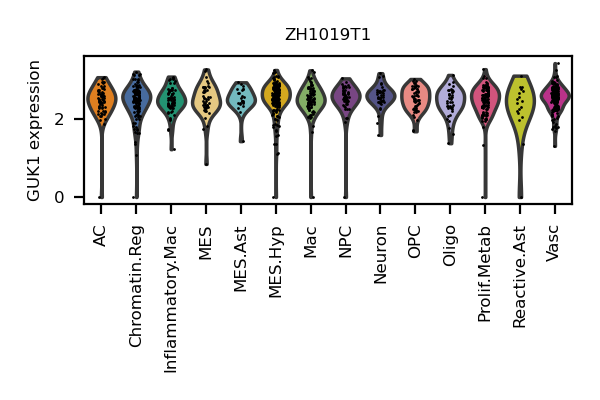 ZH1019T1
GUK1 expression
2
0
AC
Chromatin.Reg
Inflammatory.Mac
MES
MES.Ast
MES.Hyp
Mac
NPC
Neuron
OPC
Oligo
Prolif.Metab
Reactive.Ast
Vasc